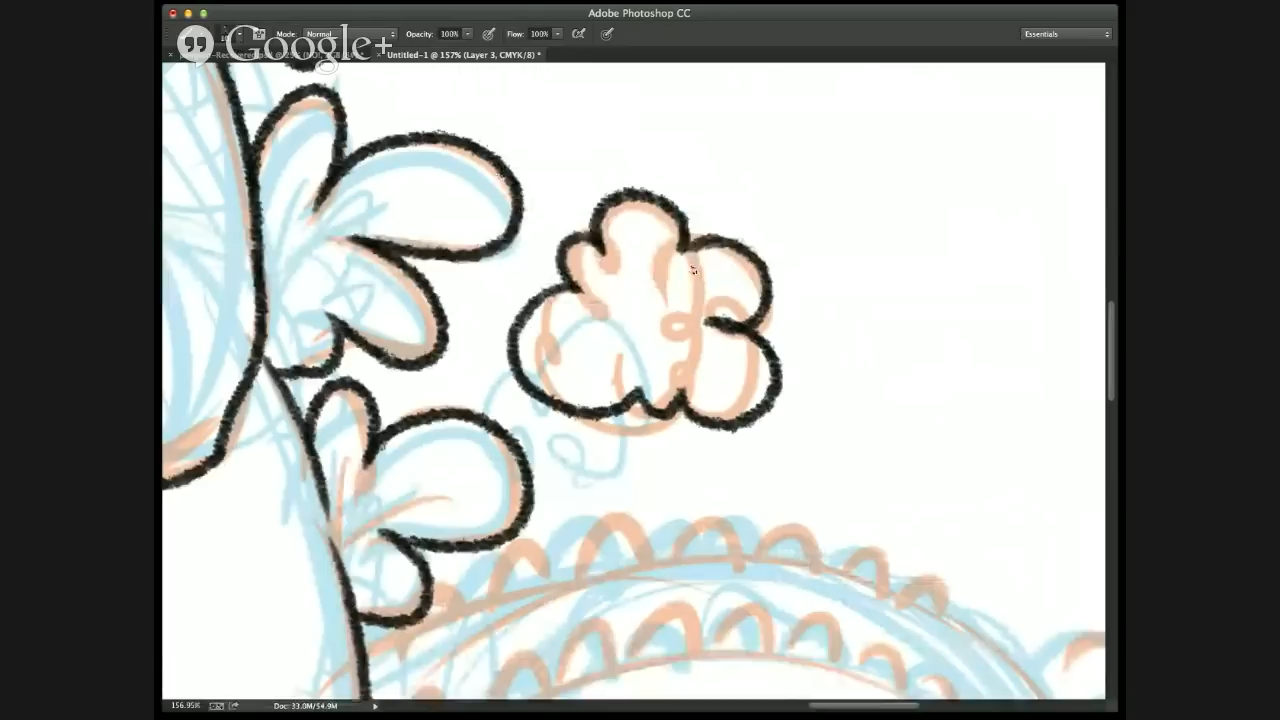 Adobe Photoshop CC
Google+
Mode: Normal Opacity: 100% Flow: 100% Essentials
Untitled-1 @ 157% (Layer 3, CMYK/8) *
156.95% Doc: 33.0M/54.9M